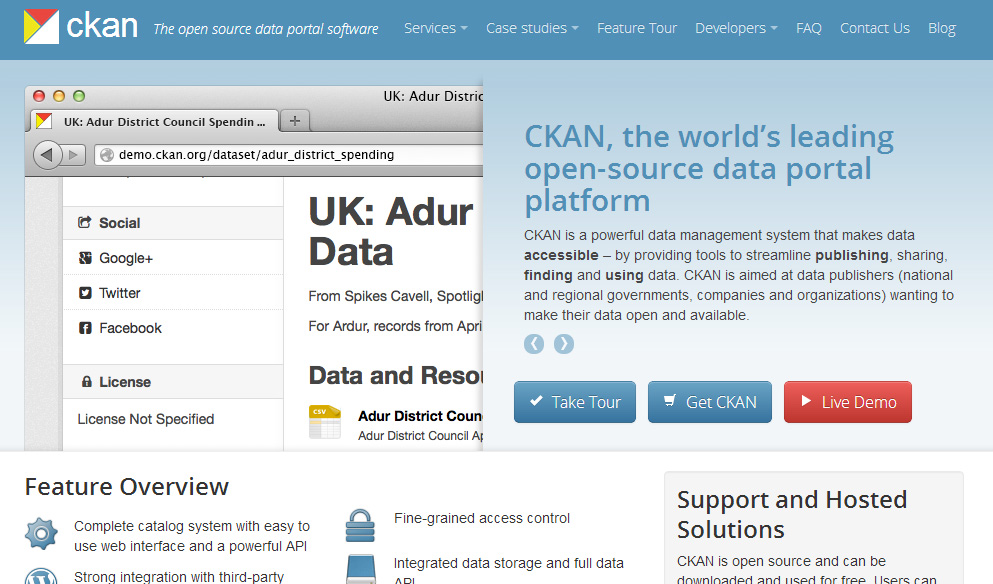 ckan
The open source data portal software
Services
Case studies
Feature Tour
Developers
FAQ
Contact Us
Blog
UK: Adur Distric
UK: Adur District Council Spendin ...
demo.ckan.org/dataset/adur_district_spending
Social
Google+
Twitter
Facebook
License
License Not Specified
UK: Adur
Data
From Spikes Cavell, Spotlig
For Ardur, records from Apri
Data and Resou
CSV
Adur District Coun
Adur District Council Ap
CKAN, the world's leading
open-source data portal
platform
CKAN is a powerful data management system that makes data
accessible – by providing tools to streamline publishing, sharing,
finding and using data. CKAN is aimed at data publishers (national
and regional governments, companies and organizations) wanting to
make their data open and available.
Take Tour
Get CKAN
Live Demo
Feature Overview
Complete catalog system with easy to
use web interface and a powerful API
Strong integration with third-party
Fine-grained access control
Integrated data storage and full data
API
Support and Hosted
Solutions
CKAN is open source and can be
downloaded and used for free. Users can